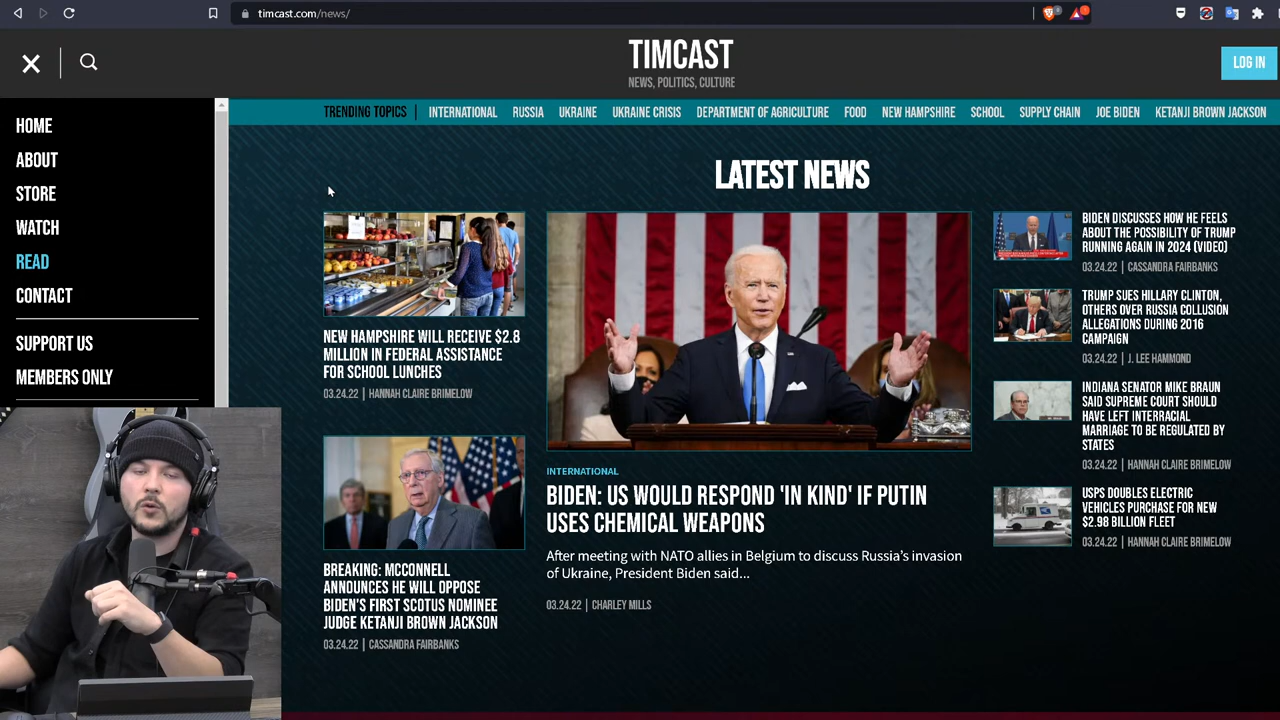 timcast.com/news/
TIMCAST
NEWS, POLITICS, CULTURE
LOG IN
HOME
ABOUT
STORE
WATCH
READ
CONTACT
SUPPORT US
MEMBERS ONLY
TRENDING TOPICS | INTERNATIONAL RUSSIA UKRAINE UKRAINE CRISIS DEPARTMENT OF AGRICULTURE FOOD NEW HAMPSHIRE SCHOOL SUPPLY CHAIN JOE BIDEN KETANJI BROWN JACKSON
LATEST NEWS
NEW HAMPSHIRE WILL RECEIVE $2.8
MILLION IN FEDERAL ASSISTANCE
FOR SCHOOL LUNCHES
03.24.22 | HANNAH CLAIRE BRIMELOW
BREAKING: MCCONNELL
ANNOUNCES HE WILL OPPOSE
BIDEN'S FIRST SCOTUS NOMINEE
JUDGE KETANJI BROWN JACKSON
03.24.22 | CASSANDRA FAIRBANKS
INTERNATIONAL
BIDEN: US WOULD RESPOND 'IN KIND' IF PUTIN
USES CHEMICAL WEAPONS
After meeting with NATO allies in Belgium to discuss Russia's invasion
of Ukraine, President Biden said...
03.24.22 | CHARLEY MILLS
BIDEN DISCUSSES HOW HE FEELS
ABOUT THE POSSIBILITY OF TRUMP
RUNNING AGAIN IN 2024 (VIDEO)
03.24.22 | CASSANDRA FAIRBANKS
TRUMP SUES HILLARY CLINTON,
OTHERS OVER RUSSIA COLLUSION
ALLEGATIONS DURING 2016
CAMPAIGN
03.24.22 | J. LEE HAMMOND
INDIANA SENATOR MIKE BRAUN
SAID SUPREME COURT SHOULD
HAVE LEFT INTERRACIAL
MARRIAGE TO BE REGULATED BY
STATES
03.24.22 | HANNAH CLAIRE BRIMELOW
USPS DOUBLES ELECTRIC
VEHICLES PURCHASE FOR NEW
$2.98 BILLION FLEET
03.24.22 | HANNAH CLAIRE BRIMELOW